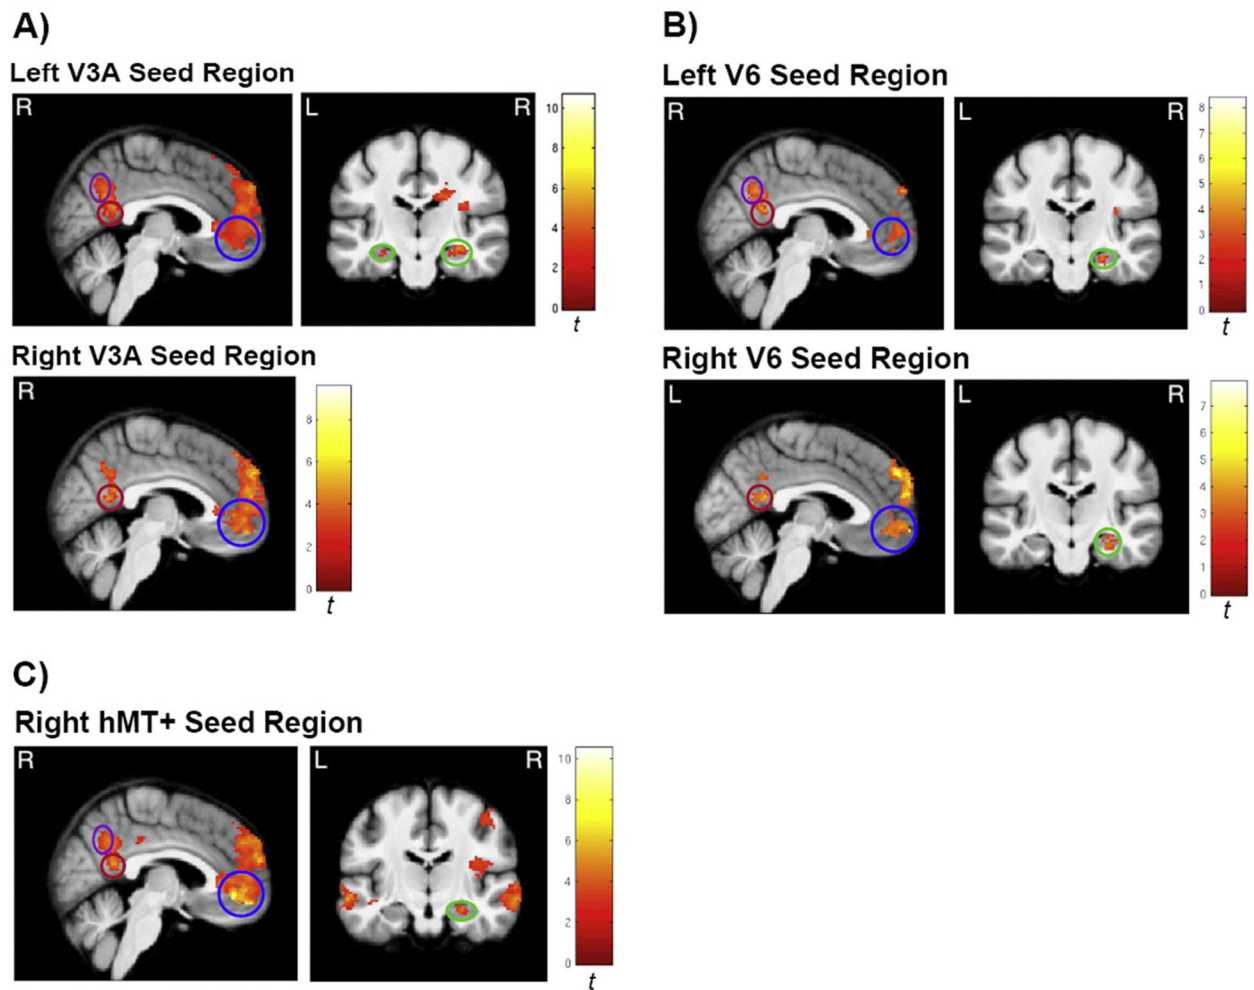 A)
Left V3A Seed Region
R
L R
10
8
6
4
2
0
t
Right V3A Seed Region
R
8
6
4
2
0
t
B)
Left V6 Seed Region
R
L R
8
7
6
5
4
3
2
1
0
t
Right V6 Seed Region
L
L R
7
6
5
4
3
2
1
0
t
C)
Right hMT+ Seed Region
R
L R
10
8
6
4
2
0
t